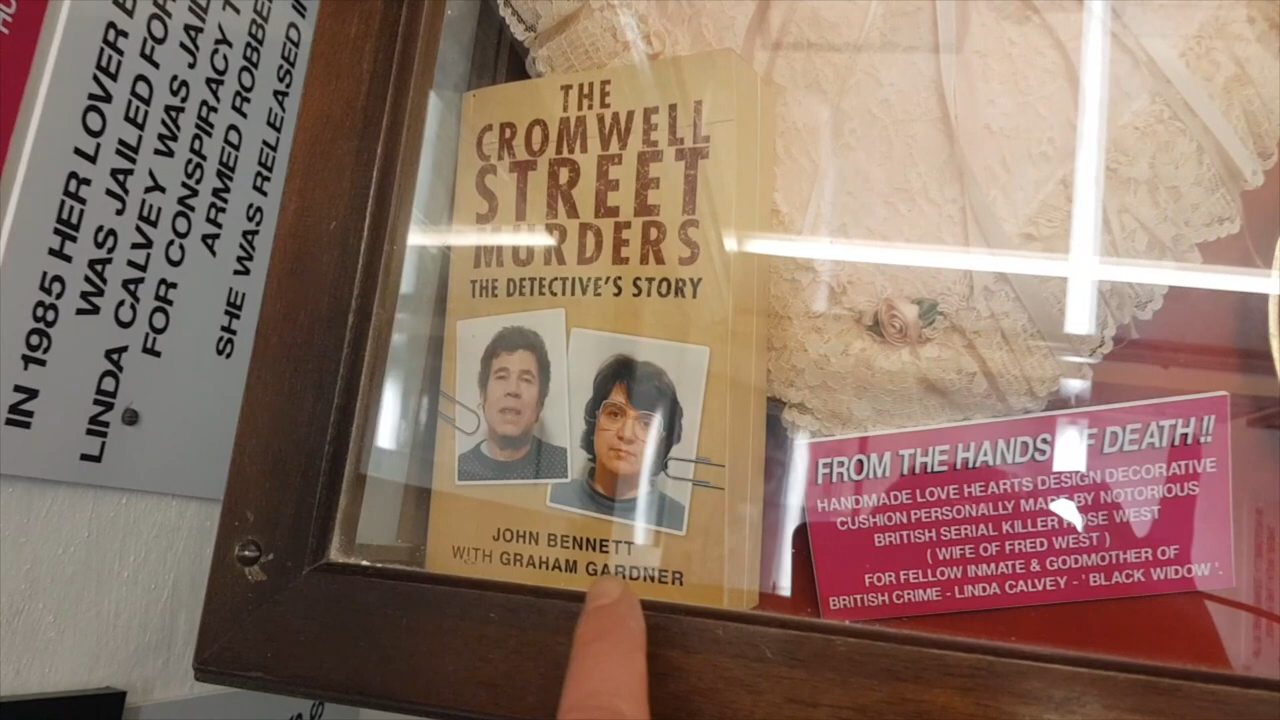 IN 1985 HER LOVER
WAS JAILED FOR
LINDA CALVEY WAS
FOR CONSPIRACY
ARMED
SHE WAS RELEASED
THE
CROMWELL
STREET
MURDERS
THE DETECTIVE'S STORY
JOHN BENNETT
WITH GRAHAM GARDNER
FROM THE HANDS OF DEATH !!
HANDMADE LOVE HEARTS DESIGN DECORATIVE
CUSHION PERSONALLY MADE BY NOTORIOUS
BRITISH SERIAL KILLER ROSE WEST
( WIFE OF FRED WEST )
FOR FELLOW INMATE & GODMOTHER OF
BRITISH CRIME - LINDA CALVEY - ' BLACK WIDOW '.